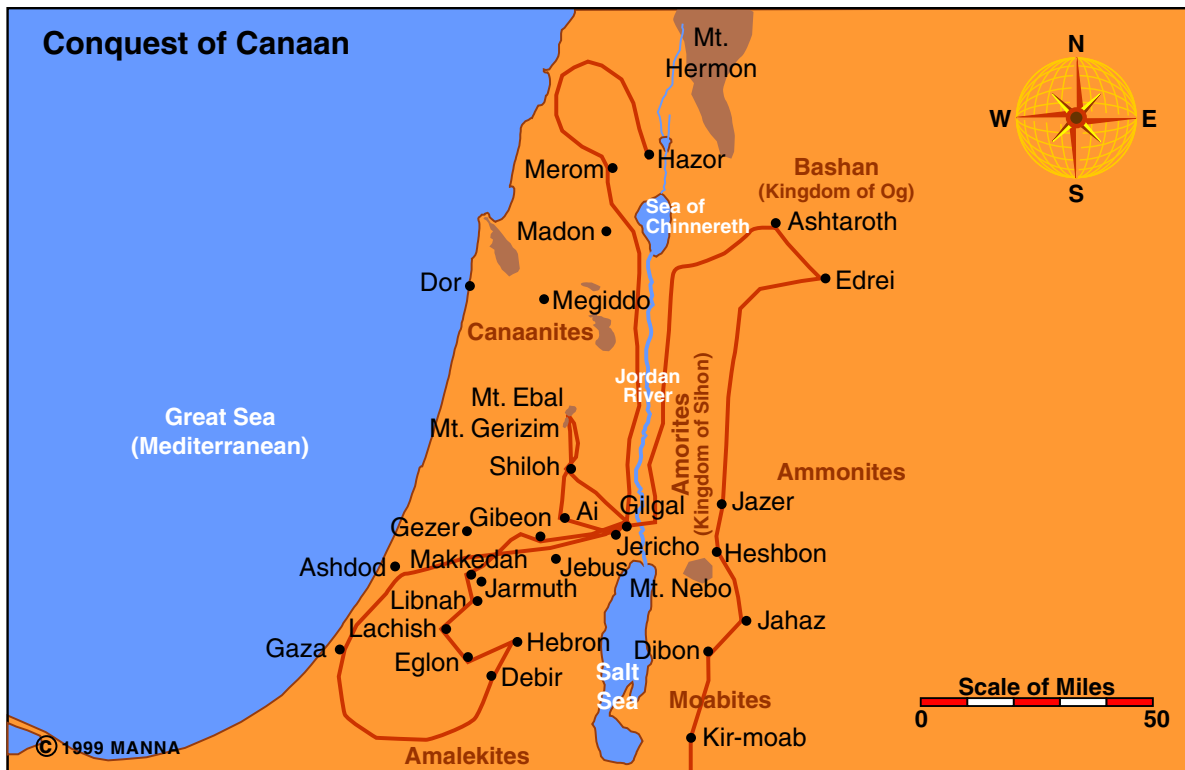 Conquest of Canaan
Mt.
Hermon
N
W
E
S
Merom
Hazor
Bashan
(Kingdom of Og)
Sea of
Chinnereth
Ashtaroth
Madon
Dor
Edrei
Megiddo
Canaanites
Jordan
River
Amorites
(Kingdom of Sihon)
Mt. Ebal
Mt. Gerizim
Great Sea
(Mediterranean)
Shiloh
Ammonites
Gilgal
Jazer
Ai
Gibeon
Gezer
Jericho
Heshbon
Makkedah
Jebus
Ashdod
Jarmuth
Mt. Nebo
Libnah
Lachish
Jahaz
Hebron
Gaza
Dibon
Eglon
Debir
Salt
Sea
Scale of Miles
Moabites
0
50
Kir-moab
© 1999 MANNA
Amalekites